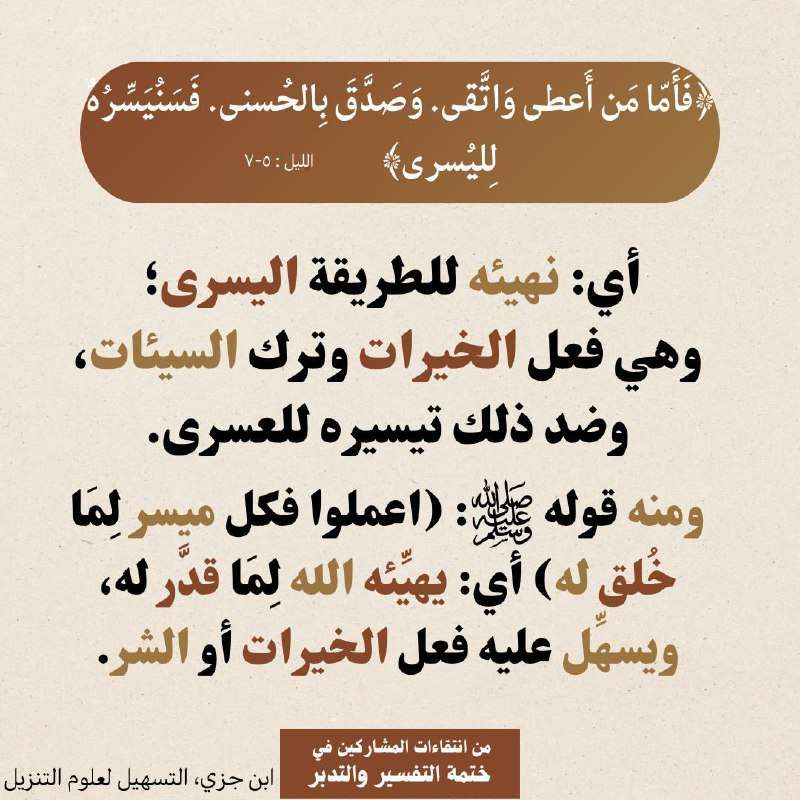 ﴿فَأَمّا مَن أَعطى وَاتَّقى. وَصَدَّقَ بِالحُسنى. فَسَنُيَسِّرُهُ
لِليُسرى﴾ الليل : ٥-٧
أي: نهيئه للطريقة اليسرى؛
وهي فعل الخيرات وترك السيئات،
وضد ذلك تيسيره للعسرى.
ومنه قوله ﷺ: (اعملوا فكل ميسر لِمَا
خُلق له) أي: يهيِّئه الله لِمَا قدَّر له،
ويسهِّل عليه فعل الخيرات أو الشر.
من انتقاءات المشاركين في
ختمة التفسير والتدبر
ابن جزي، التسهيل لعلوم التنزيل